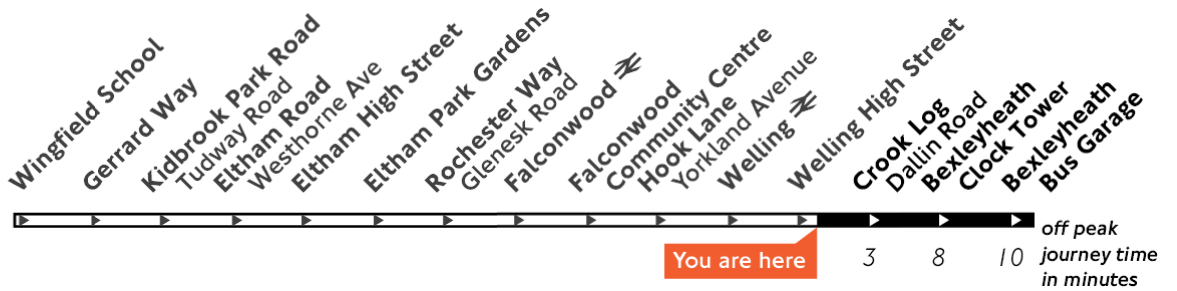 Wingfield School
Gerrard Way
Kidbrook Park Road
Tudway Road
Eltham Road
Westhorne Ave
Eltham High Street
Eltham Park Gardens
Rochester Way
Glenesk Road
Falconwood
Falconwood
Community Centre
Hook Lane
Yorkland Avenue
Welling
Welling High Street
Crook Log
Dallin Road
Bexleyheath
Clock Tower
Bexleyheath
Bus Garage
You are here
3
8
10
off peak
journey time
in minutes